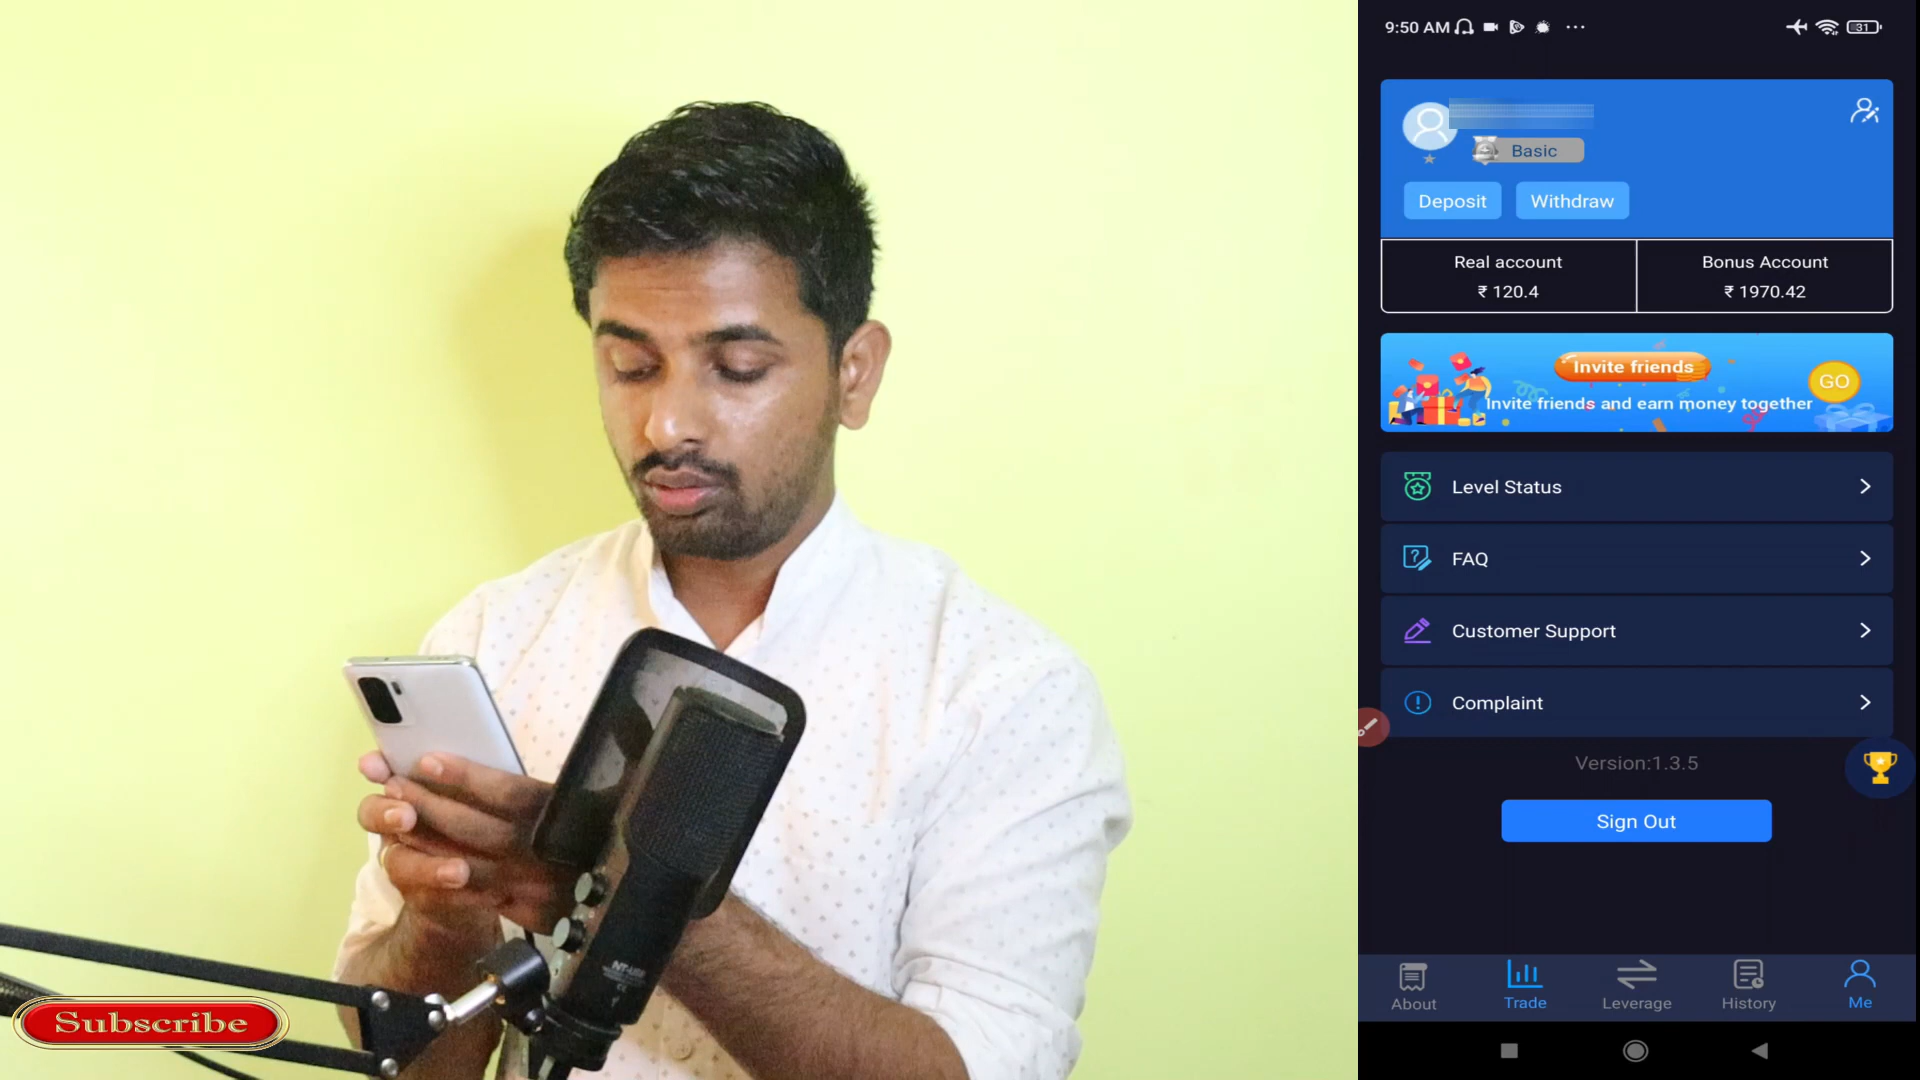 9:50 AM
31
Basic
Deposit
Withdraw
Real account
₹ 120.4
Bonus Account
₹ 1970.42
Invite friends
GO
Invite friends and earn money together
Level Status
FAQ
Customer Support
Complaint
Version:1.3.5
Sign Out
About
Trade
Leverage
History
Me
Subscribe